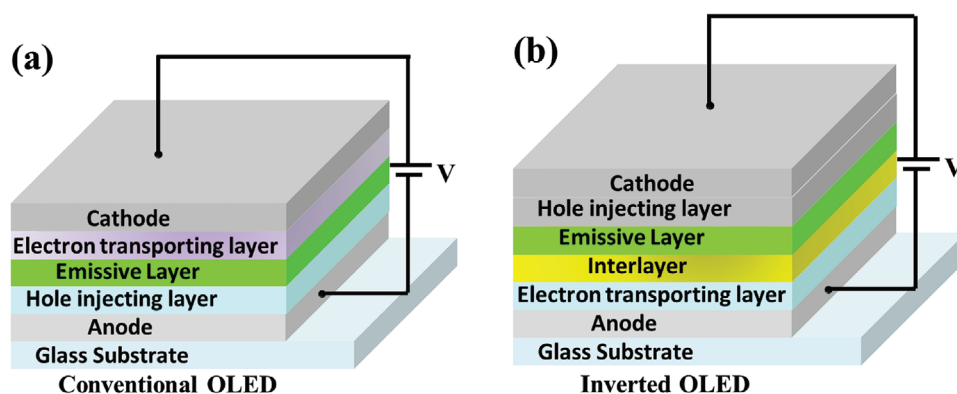 (a)
V
Cathode
Electron transporting layer
Emissive Layer
Hole injecting layer
Anode
Glass Substrate
Conventional OLED
(b)
V
Cathode
Hole injecting layer
Emissive Layer
Interlayer
Electron transporting layer
Anode
Glass Substrate
Inverted OLED